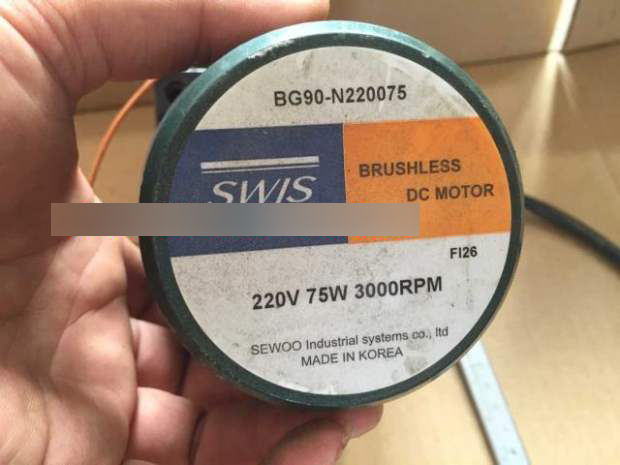 BG90-N220075
SWIS
BRUSHLESS
DC MOTOR
FI26
220V 75W 3000RPM
SEWOO Industrial systems co., ltd
MADE IN KOREA